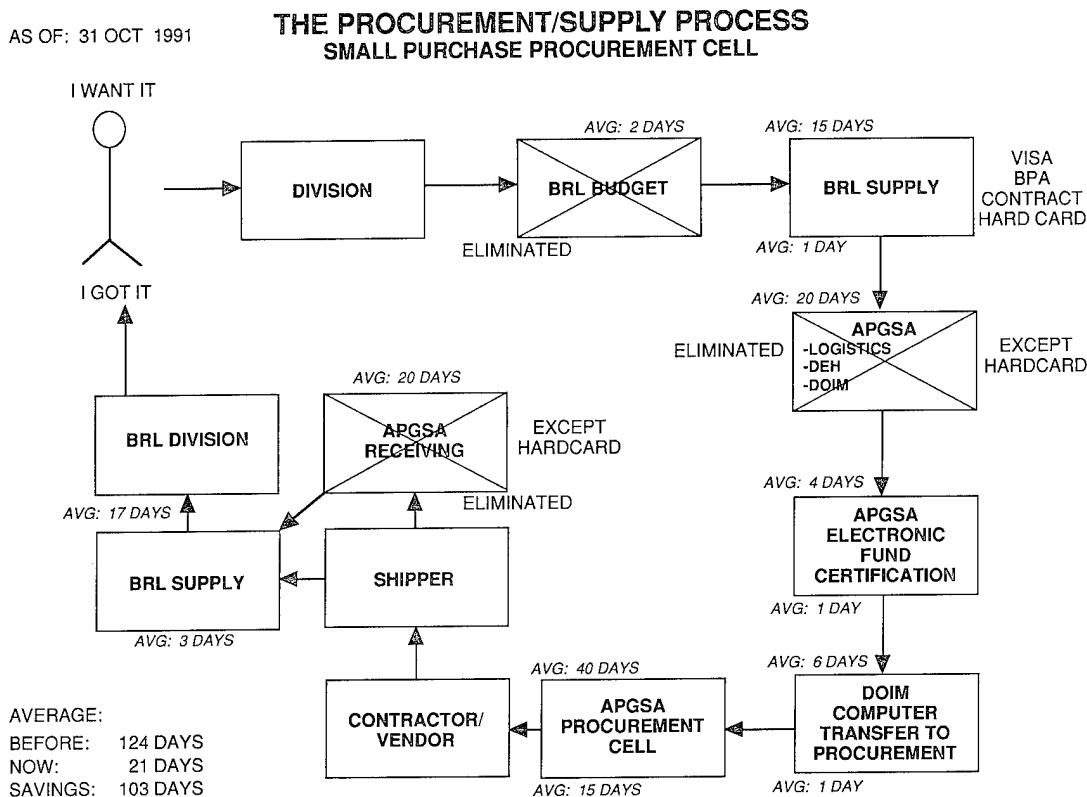 THE PROCUREMENT/SUPPLY PROCESS
AS OF: 31 OCT 1991
SMALL PURCHASE PROCUREMENT CELL
I WANT IT
I GOT IT
DIVISION
AVG: 2 DAYS
BRL BUDGET
ELIMINATED
AVG: 15 DAYS
BRL SUPPLY
AVG: 1 DAY
VISA
BPA
CONTRACT
HARD CARD
AVG: 20 DAYS
APGSA
-LOGISTICS
-DEH
-DOIM
ELIMINATED
EXCEPT
HARDCARD
AVG: 4 DAYS
APGSA
ELECTRONIC
FUND
CERTIFICATION
AVG: 1 DAY
AVG: 6 DAYS
DOIM
COMPUTER
TRANSFER TO
PROCUREMENT
AVG: 1 DAY
AVG: 40 DAYS
APGSA
PROCUREMENT
CELL
AVG: 15 DAYS
CONTRACTOR/
VENDOR
SHIPPER
AVG: 20 DAYS
APGSA
RECEIVING
EXCEPT
HARDCARD
ELIMINATED
AVG: 17 DAYS
BRL SUPPLY
AVG: 3 DAYS
BRL DIVISION
AVERAGE:
BEFORE: 124 DAYS
NOW: 21 DAYS
SAVINGS: 103 DAYS